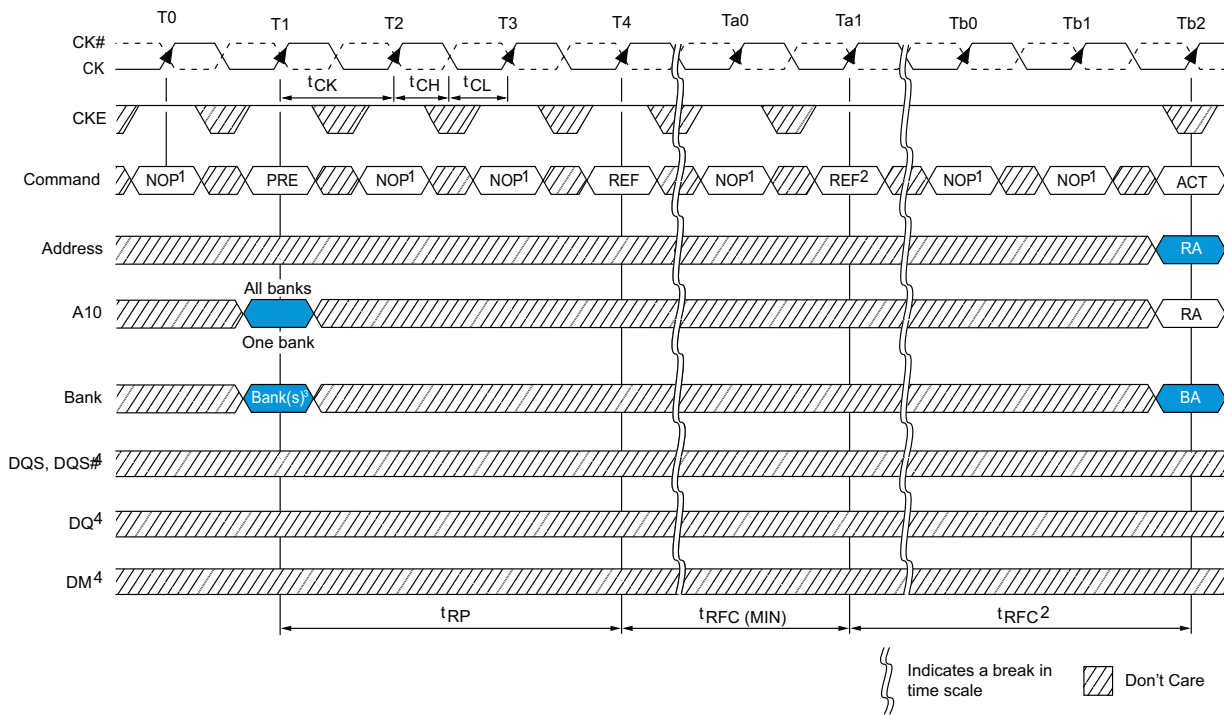 T0 T1 T2 T3 T4 Ta0 Ta1 Tb0 Tb1 Tb2
CK#
CK
tCK tCH tCL
CKE
Command NOP1 PRE NOP1 NOP1 REF NOP1 REF2 NOP1 NOP1 ACT
Address RA
All banks
A10 RA
One bank
Bank Bank(s)3 BA
DQS, DQS#4
DQ4
DM4
tRP tRFC (MIN) tRFC2
Indicates a break in
time scale
Don't Care